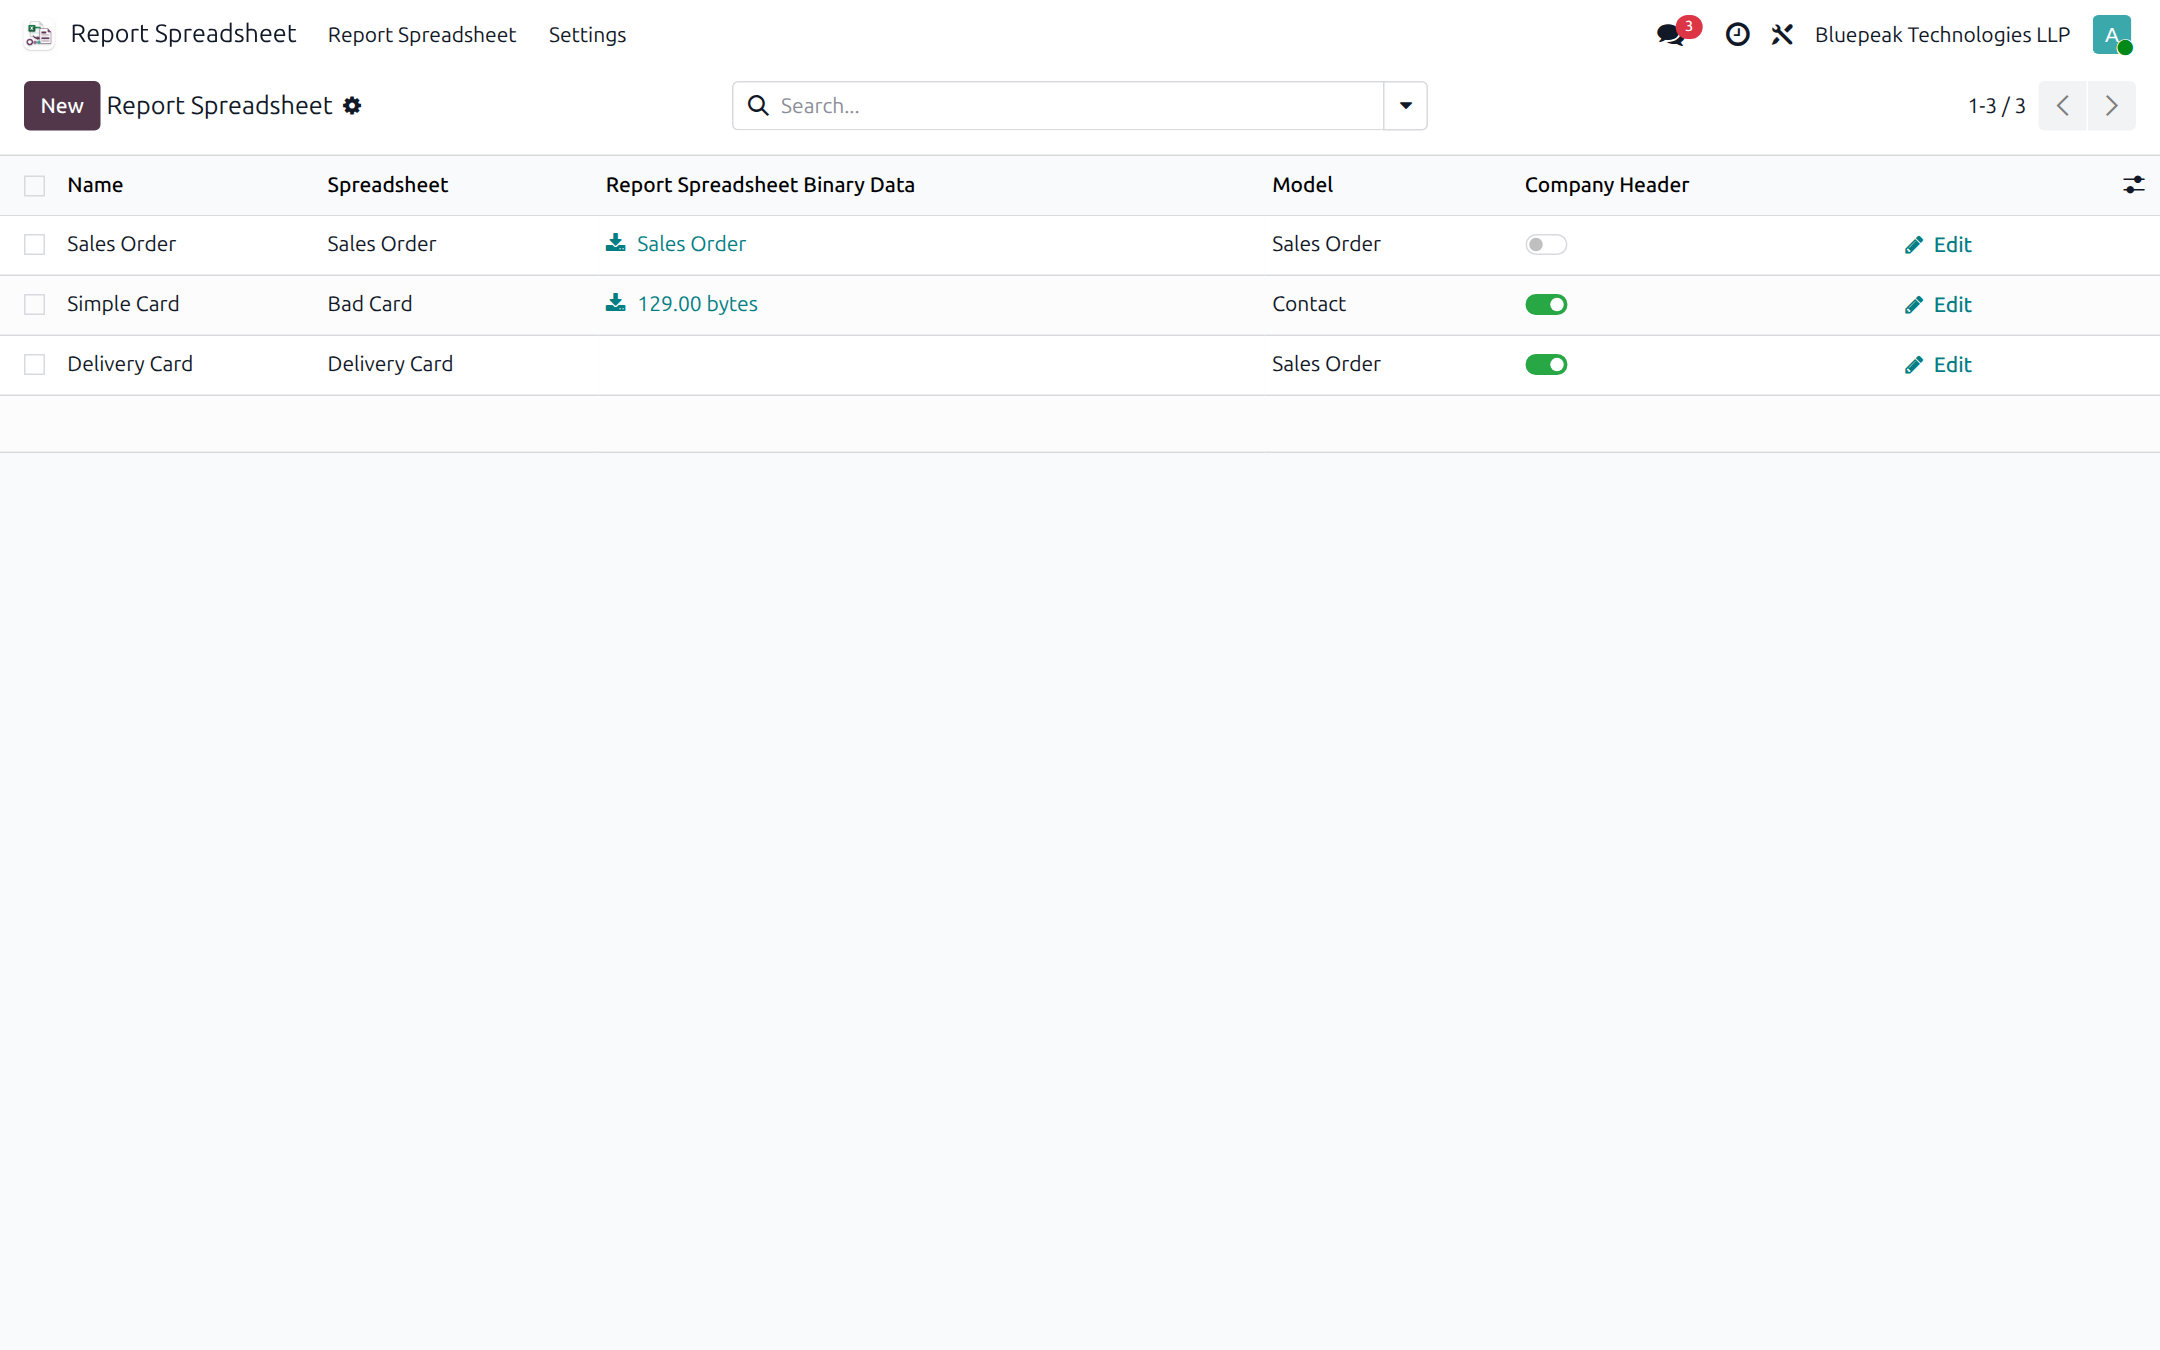 Report Spreadsheet Report Spreadsheet Settings 3 Bluepeak Technologies LLP A
New Report Spreadsheet Search... 1-3 / 3
Name Spreadsheet Report Spreadsheet Binary Data Model Company Header
Sales Order Sales Order Sales Order Sales Order Edit
Simple Card Bad Card 129.00 bytes Contact Edit
Delivery Card Delivery Card Sales Order Edit